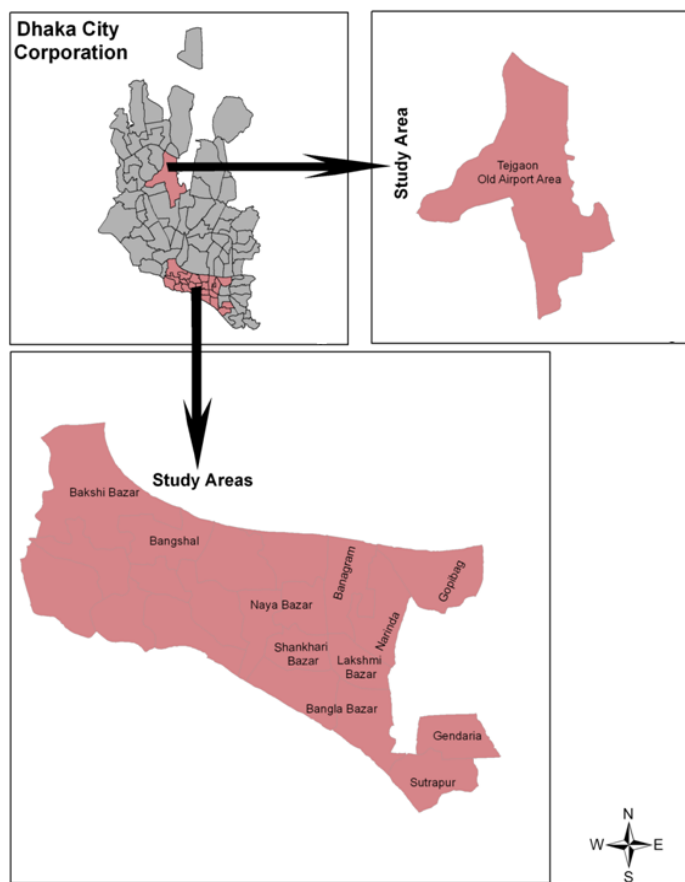 Dhaka City
Corporation
Study Area
Tejgaon
Old Airport Area
Study Areas
Bakshi Bazar
Bangshal
Banagram
Gopibag
Naya Bazar
Narinda
Shankhari
Bazar
Lakshmi
Bazar
Bangla Bazar
Gendaria
Sutrapur
N
W
E
S